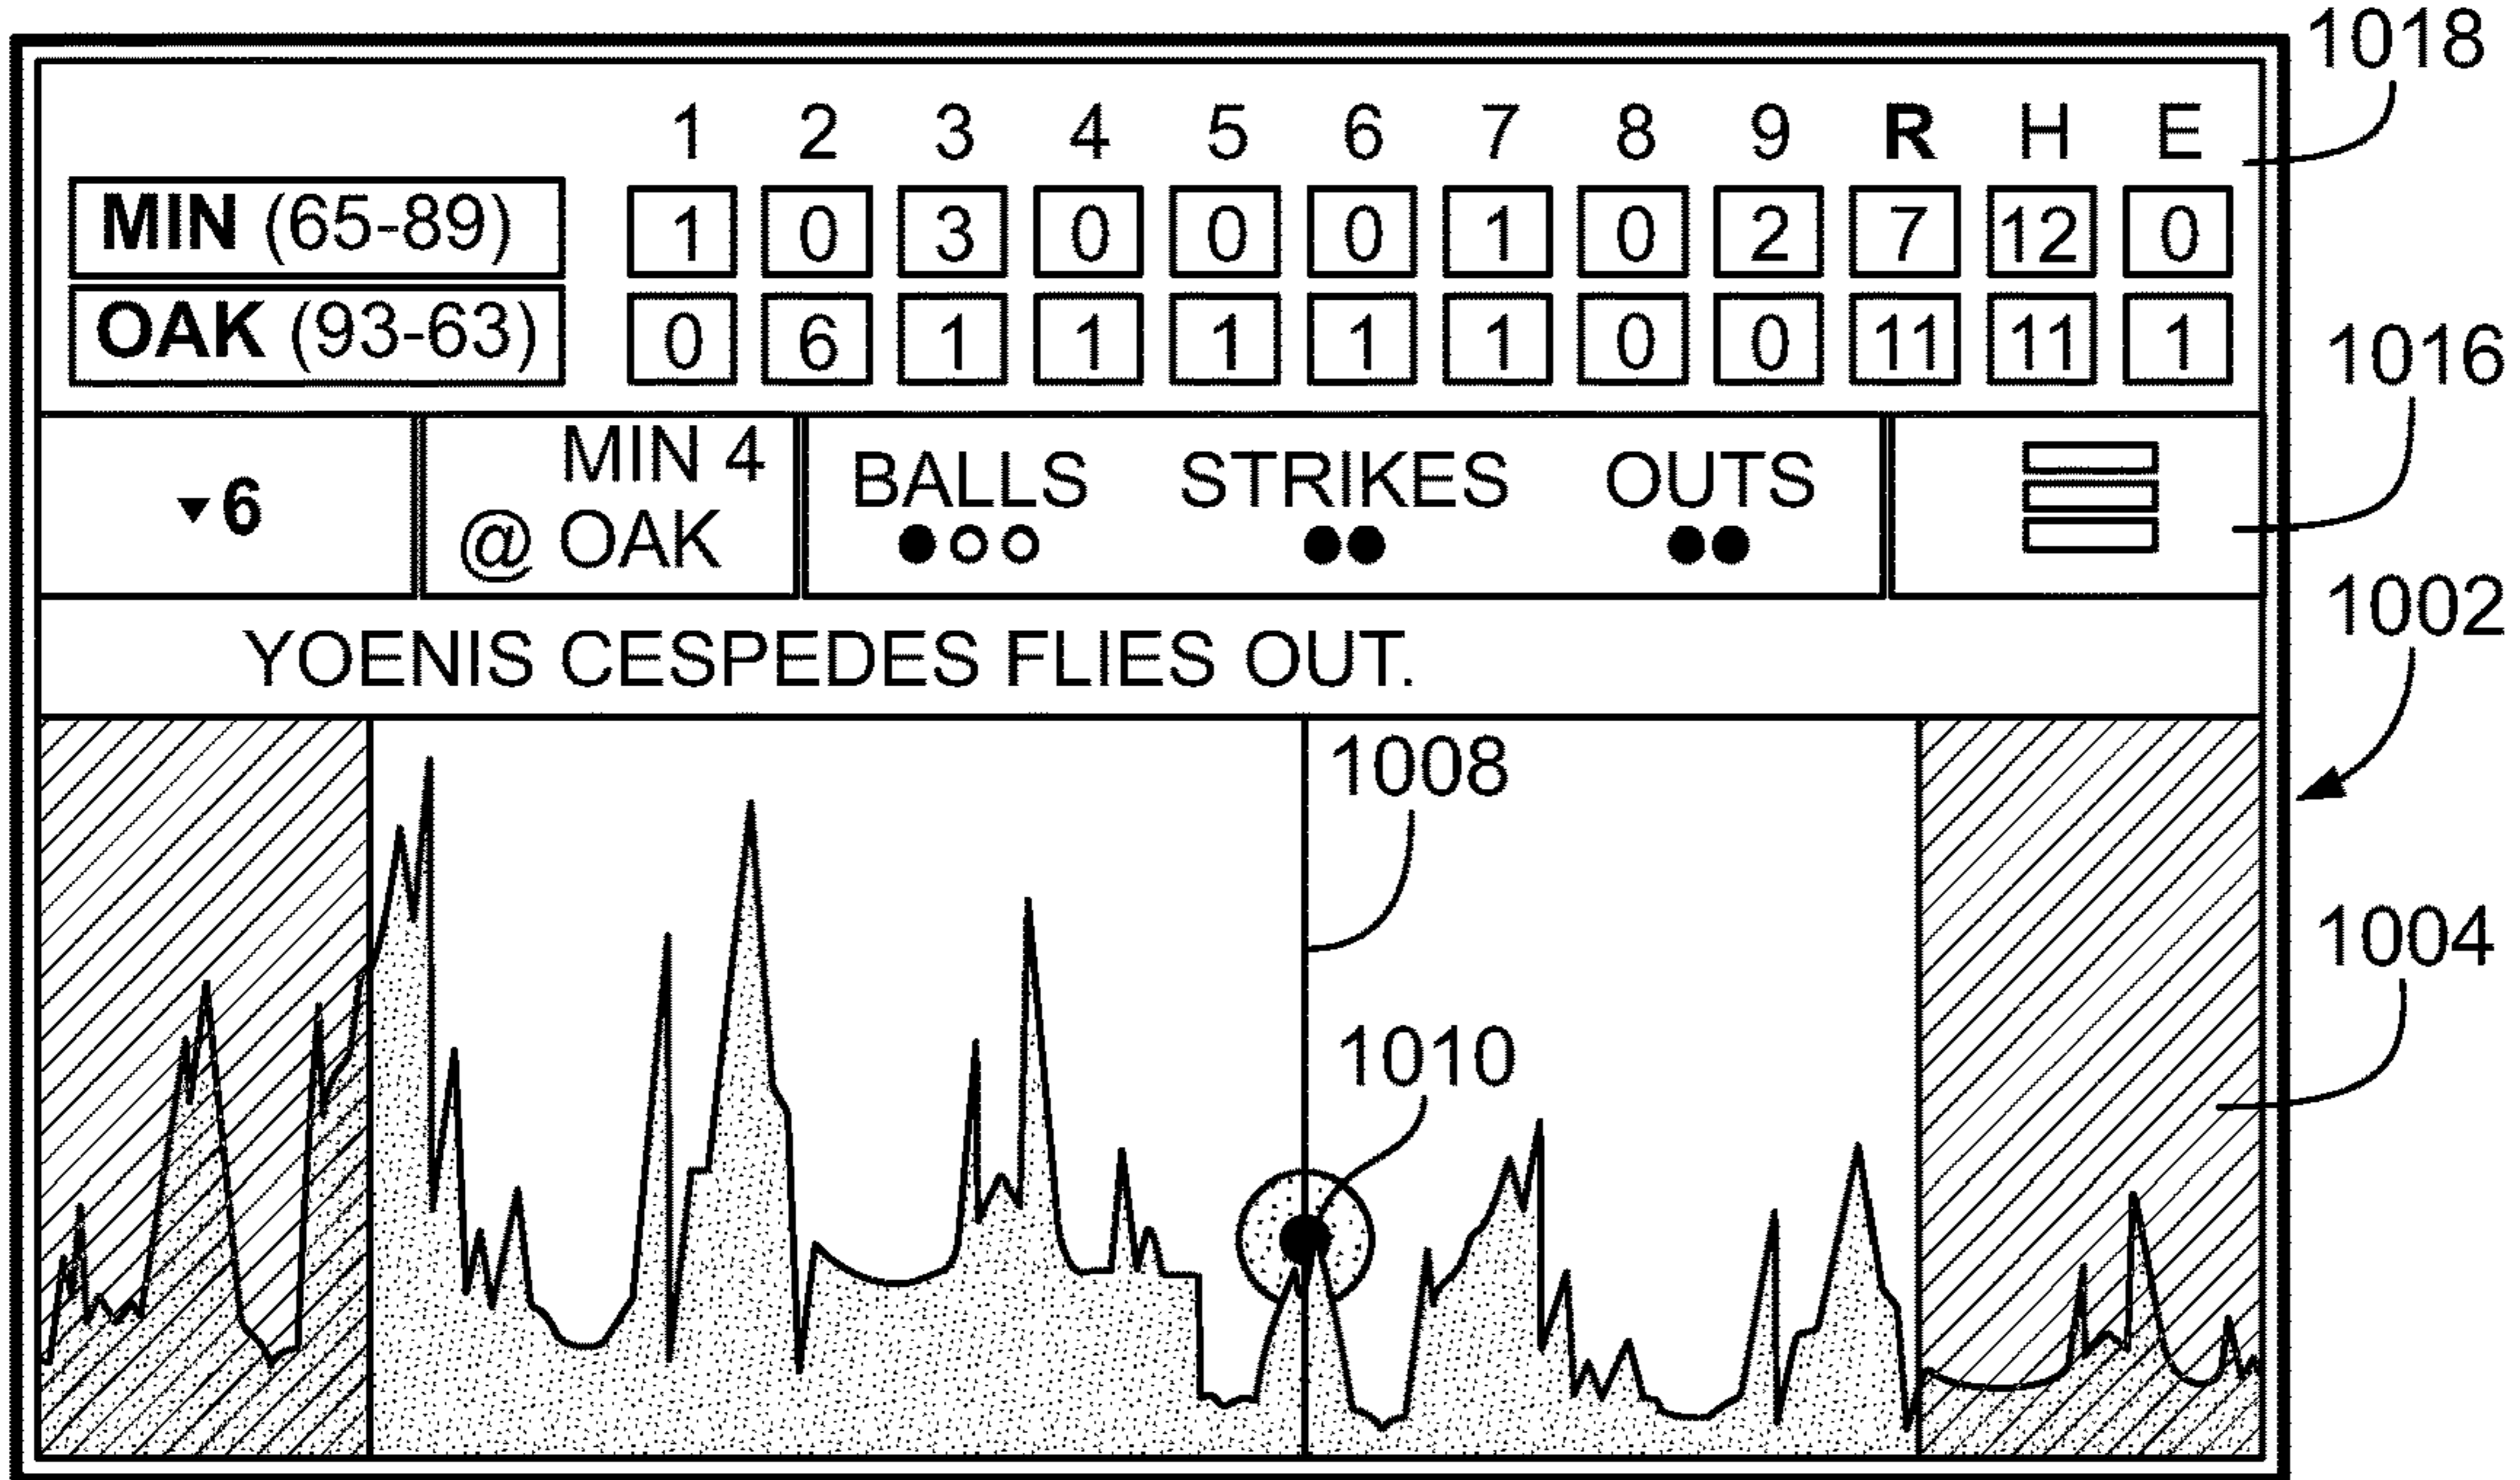 1018
1 2 3 4 5 6 7 8 9 R H E
MIN (65-89) 1 0 3 0 0 0 1 0 2 7 12 0
OAK (93-63) 0 6 1 1 1 1 1 0 0 11 11 1
1016
▼6
MIN 4
@ OAK
BALLS STRIKES OUTS
1002
YOENIS CESPEDES FLIES OUT.
1008
1004
1010